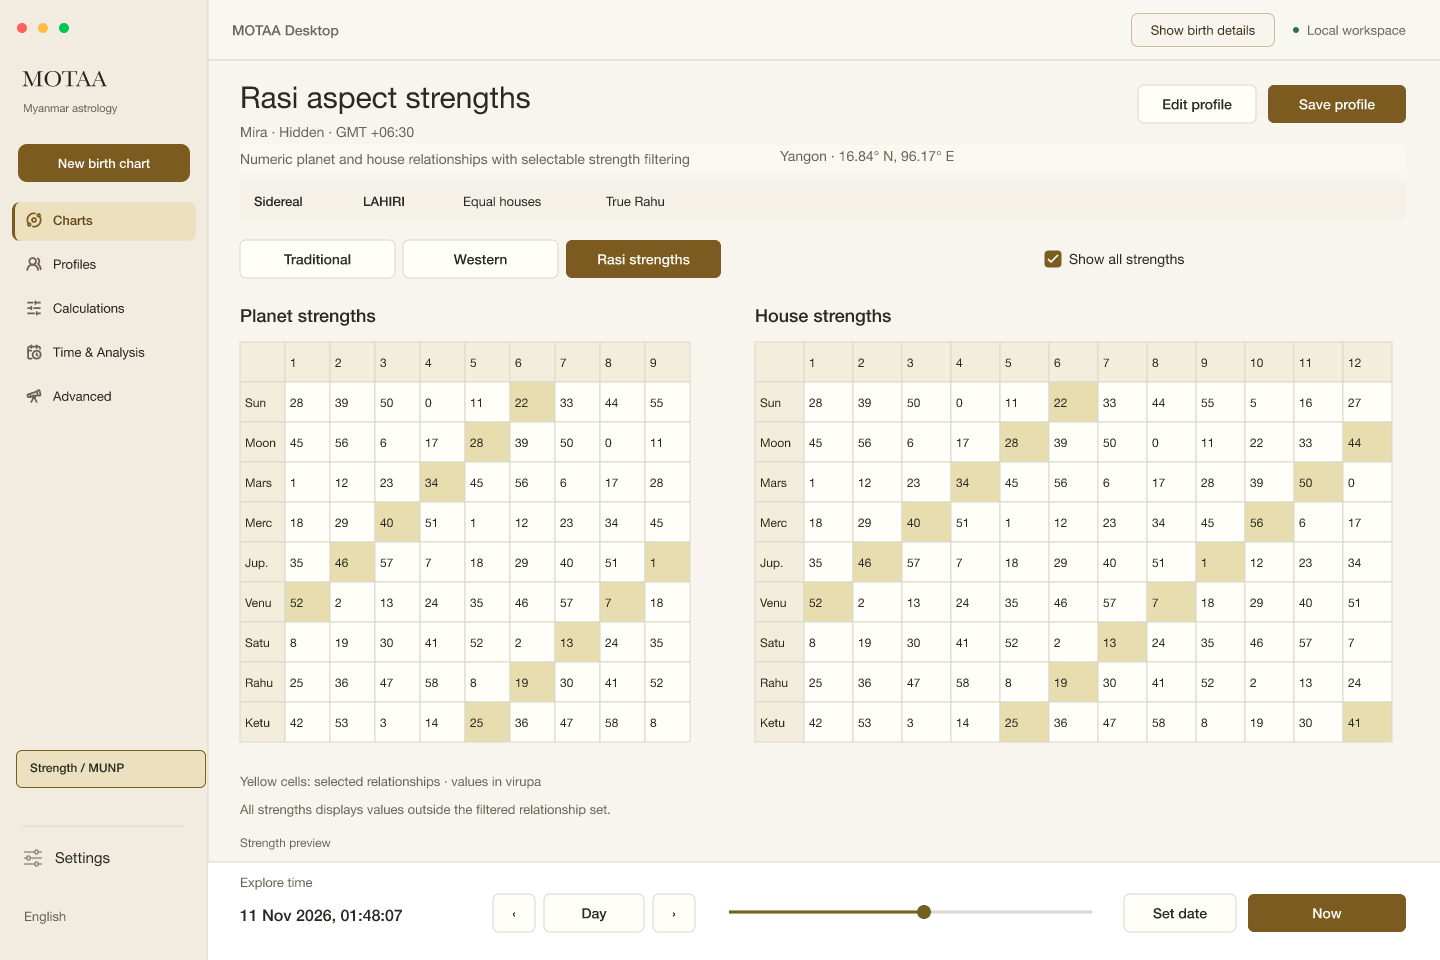 MOTAA
Myanmar astrology
New birth chart
Charts
Profiles
Calculations
Time & Analysis
Advanced
Strength / MUNP
Settings
English
MOTAA Desktop
Show birth details
Local workspace
Rasi aspect strengths
Edit profile
Save profile
Mira · Hidden · GMT +06:30
Numeric planet and house relationships with selectable strength filtering
Yangon · 16.84° N, 96.17° E
Sidereal LAHIRI Equal houses True Rahu
Traditional Western Rasi strengths
Show all strengths
Planet strengths
1 2 3 4 5 6 7 8 9
Sun 28 39 50 0 11 22 33 44 55
Moon 45 56 6 17 28 39 50 0 11
Mars 1 12 23 34 45 56 6 17 28
Merc 18 29 40 51 1 12 23 34 45
Jup. 35 46 57 7 18 29 40 51 1
Venu 52 2 13 24 35 46 57 7 18
Satu 8 19 30 41 52 2 13 24 35
Rahu 25 36 47 58 8 19 30 41 52
Ketu 42 53 3 14 25 36 47 58 8
House strengths
1 2 3 4 5 6 7 8 9 10 11 12
Sun 28 39 50 0 11 22 33 44 55 5 16 27
Moon 45 56 6 17 28 39 50 0 11 22 33 44
Mars 1 12 23 34 45 56 6 17 28 39 50 0
Merc 18 29 40 51 1 12 23 34 45 56 6 17
Jup. 35 46 57 7 18 29 40 51 1 12 23 34
Venu 52 2 13 24 35 46 57 7 18 29 40 51
Satu 8 19 30 41 52 2 13 24 35 46 57 7
Rahu 25 36 47 58 8 19 30 41 52 2 13 24
Ketu 42 53 3 14 25 36 47 58 8 19 30 41
Yellow cells: selected relationships · values in virupa
All strengths displays values outside the filtered relationship set.
Strength preview
Explore time
11 Nov 2026, 01:48:07
‹ Day ›
Set date
Now